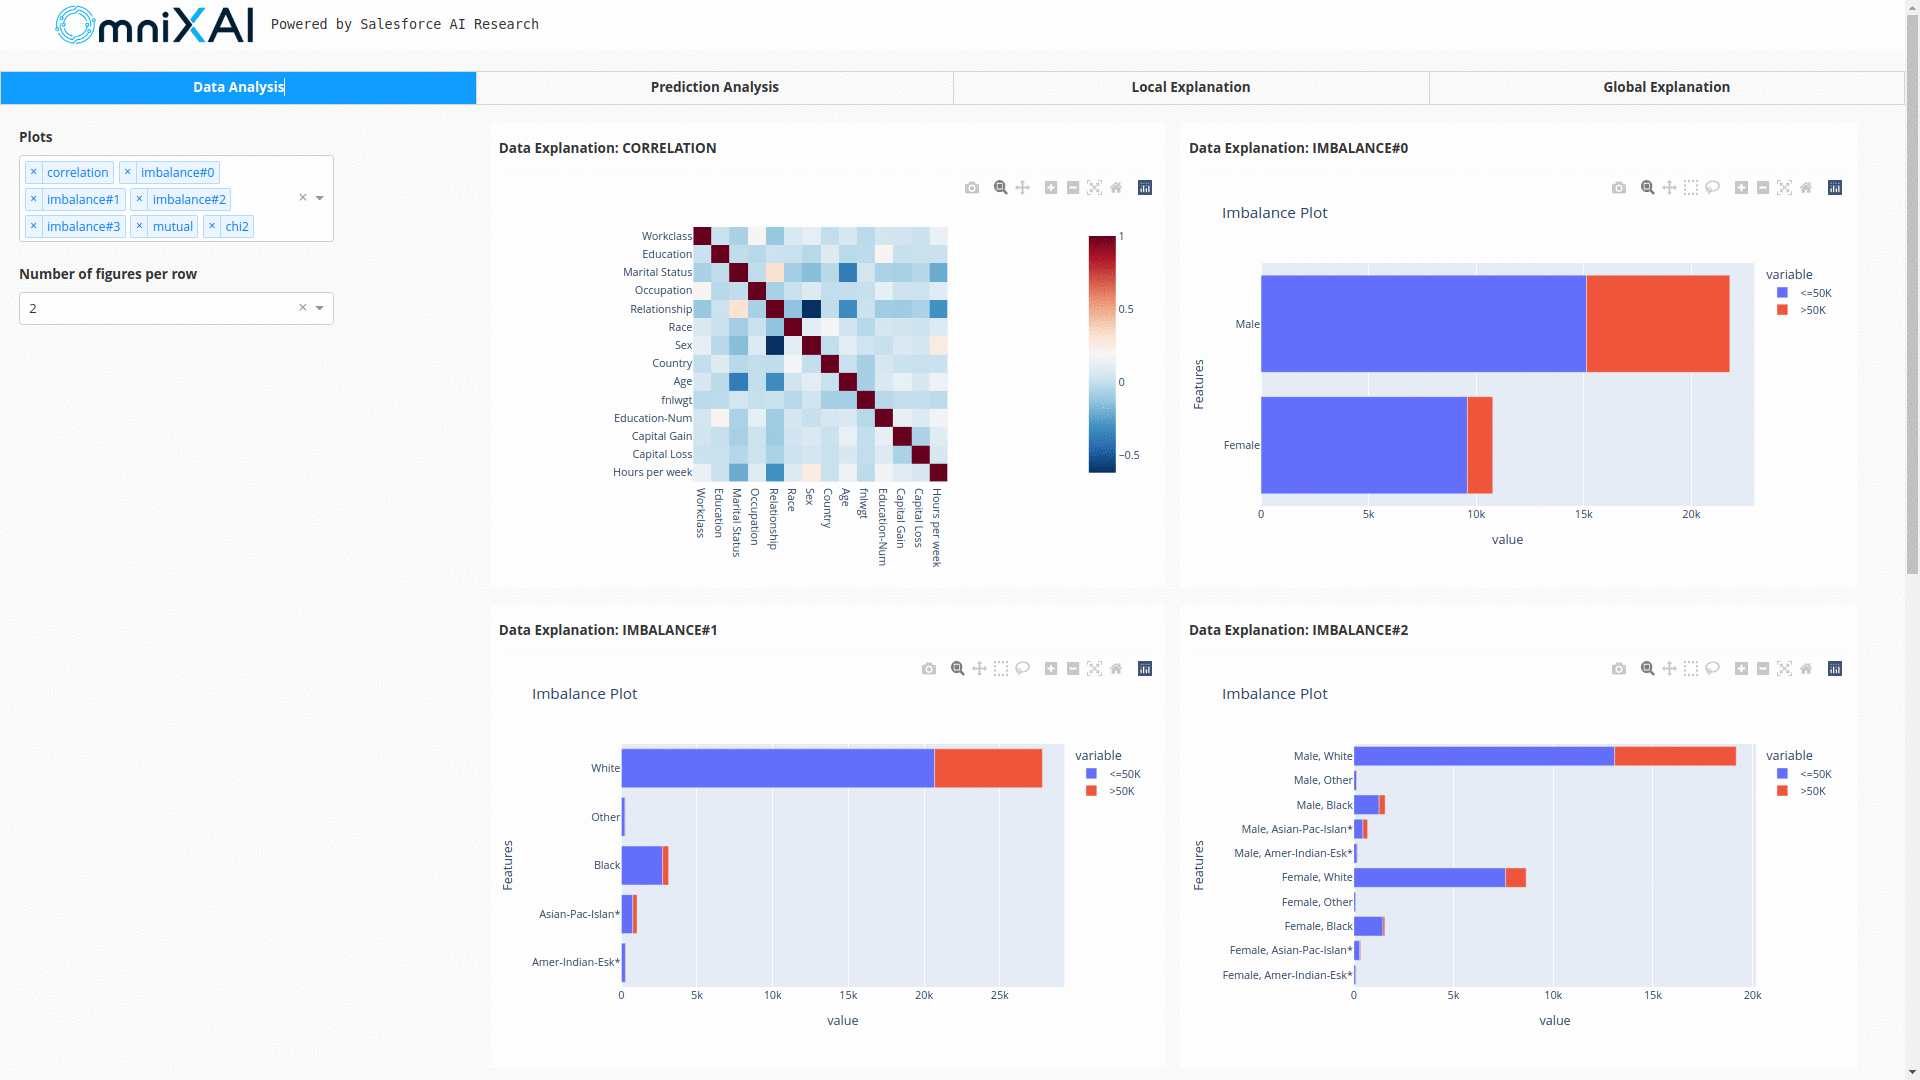 OmniXAI Powered by Salesforce AI Research
Data Analysis
Prediction Analysis
Local Explanation
Global Explanation
Plots
× correlation × imbalance#0
× imbalance#1 × imbalance#2
× imbalance#3 × mutual × chi2
Number of figures per row
2
Data Explanation: CORRELATION
Workclass
Education
Marital Status
Occupation
Relationship
Race
Sex
Country
Age
fnlwgt
Education-Num
Capital Gain
Capital Loss
Hours per week
Workclass
Education
Marital Status
Occupation
Relationship
Race
Sex
Country
Age
fnlwgt
Education-Num
Capital Gain
Capital Loss
Hours per week
1
0.5
0
−0.5
Data Explanation: IMBALANCE#0
Imbalance Plot
Features
Male
Female
0 5k 10k 15k 20k
value
variable
<=50K
>50K
Data Explanation: IMBALANCE#1
Imbalance Plot
Features
White
Other
Black
Asian-Pac-Islan*
Amer-Indian-Esk*
0 5k 10k 15k 20k 25k
value
variable
<=50K
>50K
Data Explanation: IMBALANCE#2
Imbalance Plot
Features
Male, White
Male, Other
Male, Black
Male, Asian-Pac-Islan*
Male, Amer-Indian-Esk*
Female, White
Female, Other
Female, Black
Female, Asian-Pac-Islan*
Female, Amer-Indian-Esk*
0 5k 10k 15k 20k
value
variable
<=50K
>50K